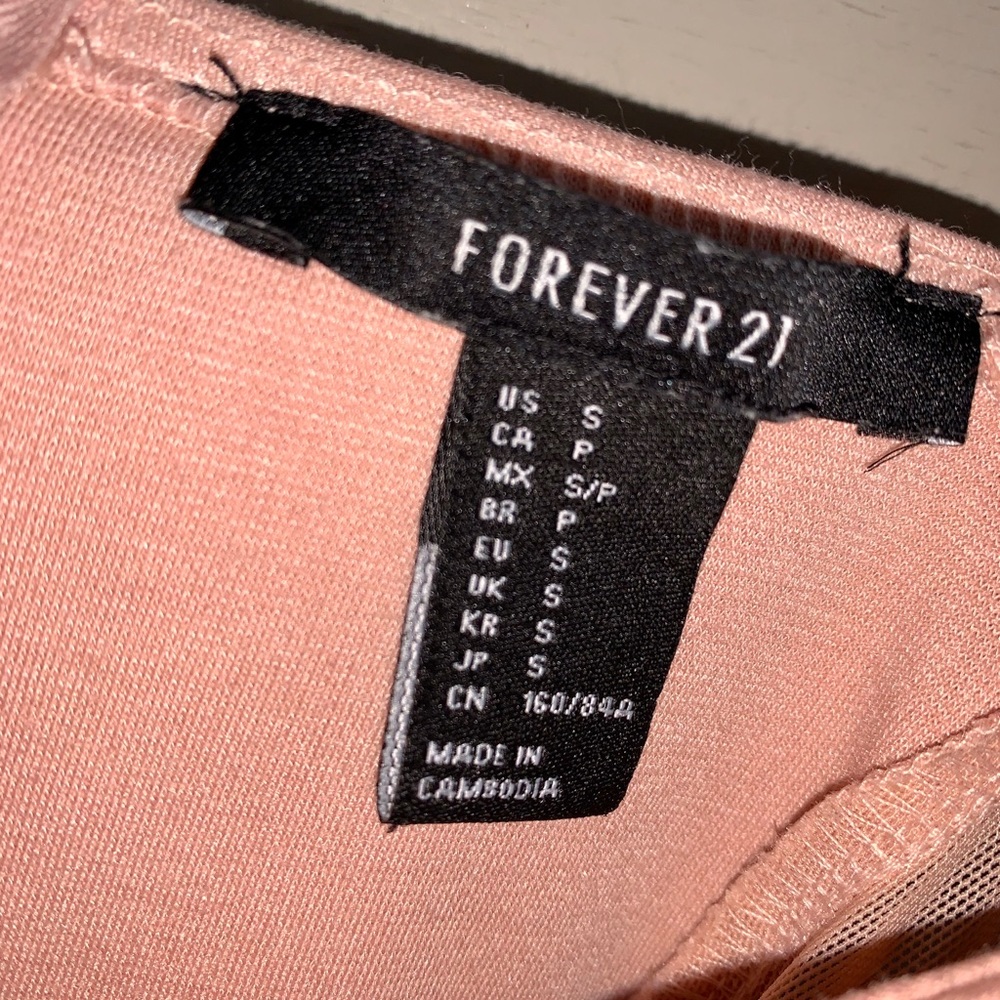 FOREVER 21
US S
CA P
MX S/P
BR P
EU S
UK S
KR S
JP S
CN 160/84A
MADE IN
CAMBODIA